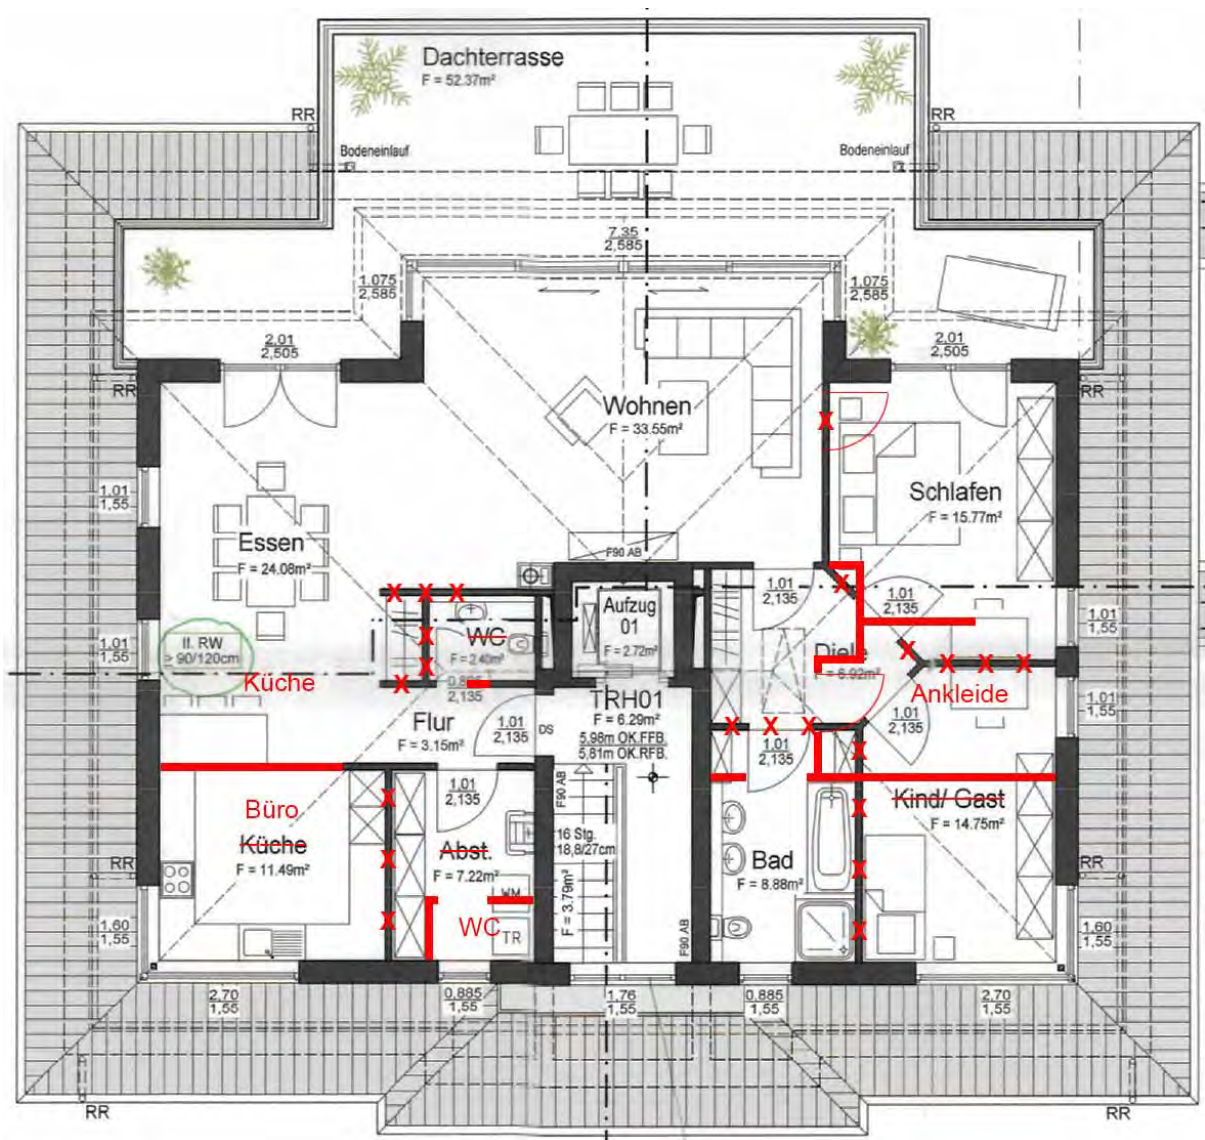 Dachterrasse
F = 52.37m²
RR
RR
Bodeneinlauf
Bodeneinlauf
7.35
2,585
1.075
2,585
1.075
2,585
2,01
2,505
2,01
2,505
RR
RR
Wohnen
F = 33.55m²
Schlafen
F = 15.77m²
1.01
1,55
Essen
F = 24.08m²
F90 AB
1,01
2,135
1,01
2,135
Aufzug
01
F = 2.72m²
1,01
1,55
1,01
1,55
II. RW
> 90/120cm
WC
F = 2.40m²
0.885
2,135
Diele
F = 6.92m²
Küche
Ankleide
1,01
1,55
TRH01
F = 6.29m²
5,98m OK.FFB.
5,81m OK.RFB.
Flur
F = 3.15m²
1,01
2,135
DS
1,01
2,135
1,01
2,135
1,01
2,135
Büro
Küche
F = 11.49m²
Abst.
F = 7.22m²
F90 AB
16 Stg.
18,8/27cm
F = 3.79m²
Bad
F = 8.88m²
Kind/ Gast
F = 14.75m²
RR
RR
WM
WC
TR
F90 AB
1.60
1,55
1,60
1,55
2,70
1,55
0,885
1,55
1,76
1,55
0,885
1,55
2,70
1,55
RR
RR